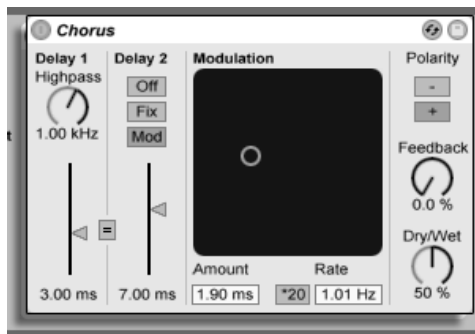 Chorus
Delay 1
Highpass
1.00 kHz
=
3.00 ms
Delay 2
Off
Fix
Mod
7.00 ms
Modulation
Amount
1.90 ms
*20
Rate
1.01 Hz
Polarity
-
+
Feedback
0.0 %
Dry/Wet
50 %
t